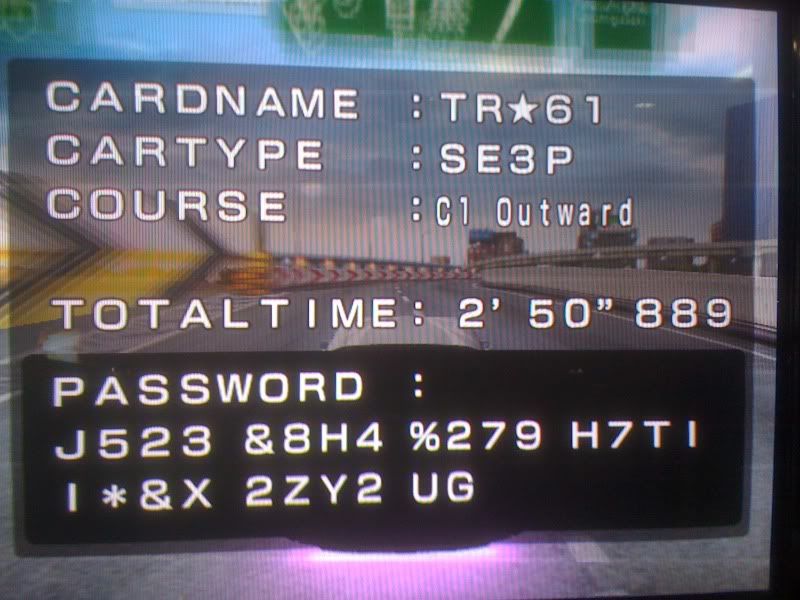 CARDNAME : TR★61
CARTYPE : SE3P
COURSE : C1 Outward
TOTALTIME : 2' 50" 889
PASSWORD :
J523 &8H4 %279 H7TI
I*&X 2ZY2 UG